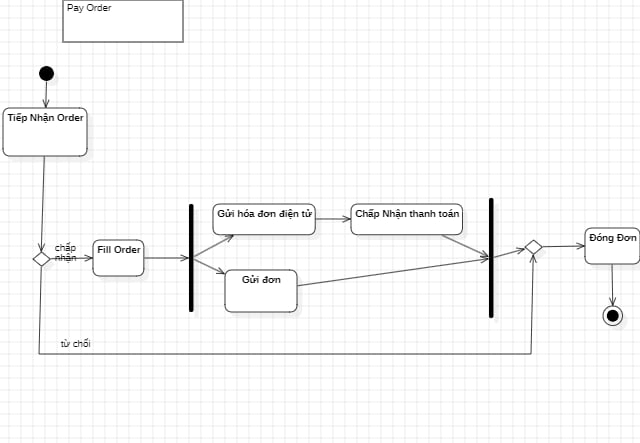 Pay Order
Tiếp Nhận Order
chấp
nhận
Fill Order
Gửi hóa đơn điện tử
Chấp Nhận thanh toán
Gửi đơn
Đóng Đơn
từ chối